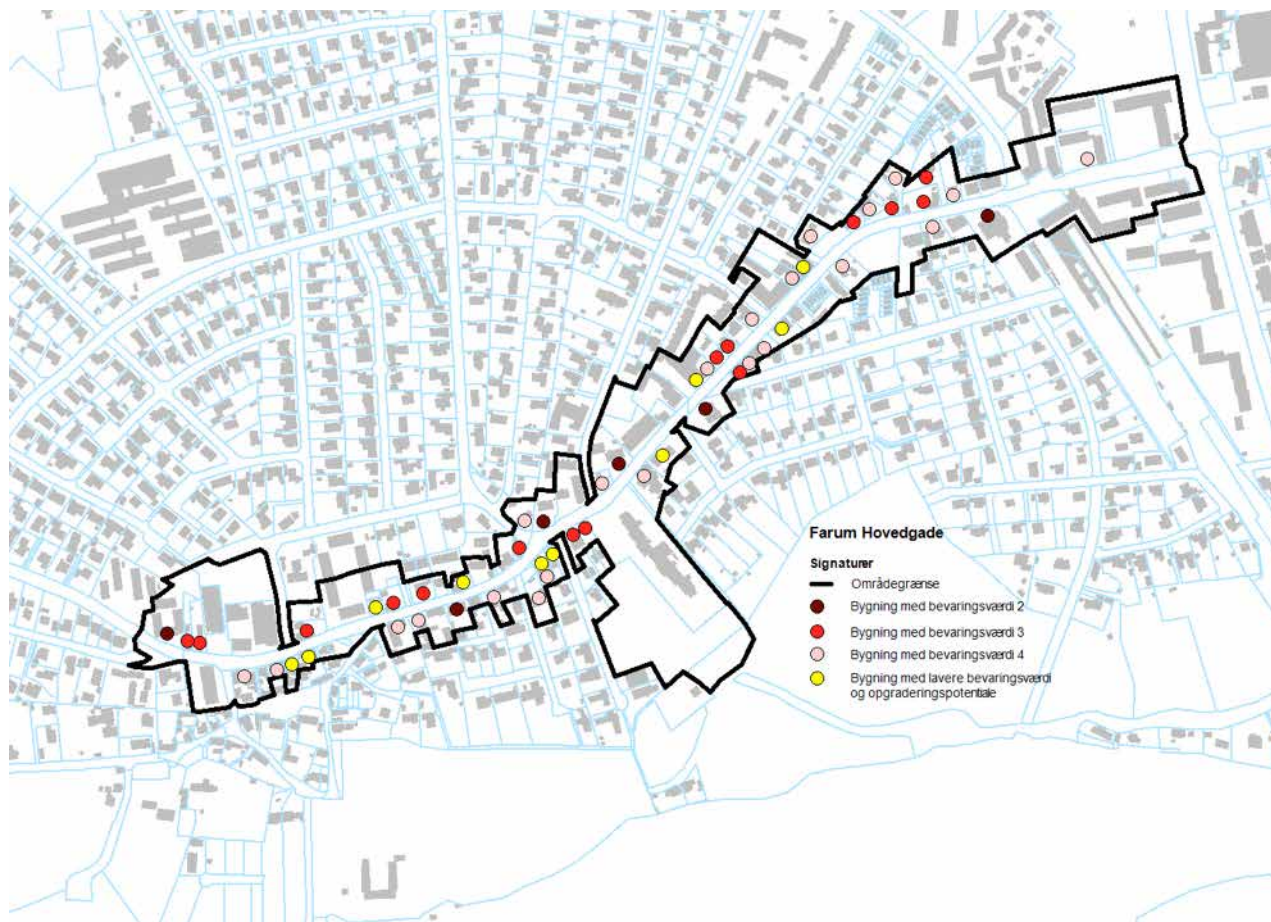 Farum Hovedgade
Signaturer
Områdegrænse
Bygning med bevaringsværdi 2
Bygning med bevaringsværdi 3
Bygning med bevaringsværdi 4
Bygning med lavere bevaringsværdi
og opgraderingspotentiale